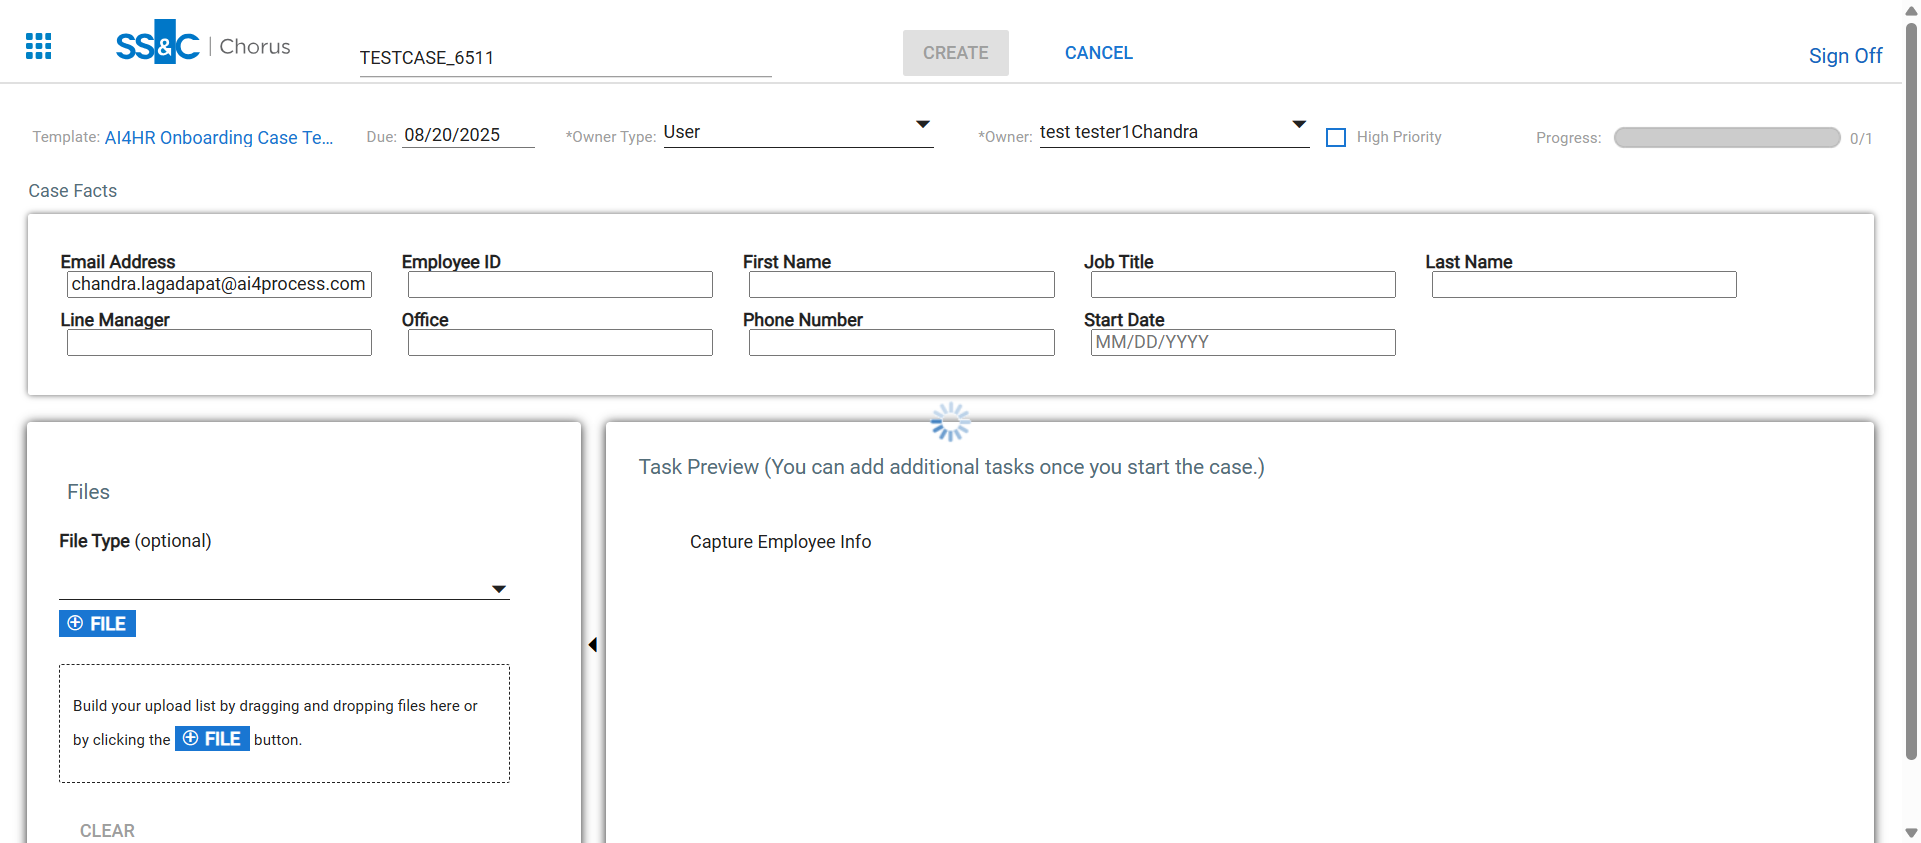 SS&C | Chorus
TESTCASE_6511
CREATE
CANCEL
Sign Off
Template: AI4HR Onboarding Case Te...
Due: 08/20/2025
*Owner Type: User
*Owner: test tester1Chandra
High Priority
Progress: 0/1
Case Facts
Email Address
chandra.lagadapat@ai4process.com
Employee ID
First Name
Job Title
Last Name
Line Manager
Office
Phone Number
Start Date
MM/DD/YYYY
Files
File Type (optional)
FILE
Build your upload list by dragging and dropping files here or
by clicking the FILE button.
CLEAR
Task Preview (You can add additional tasks once you start the case.)
Capture Employee Info